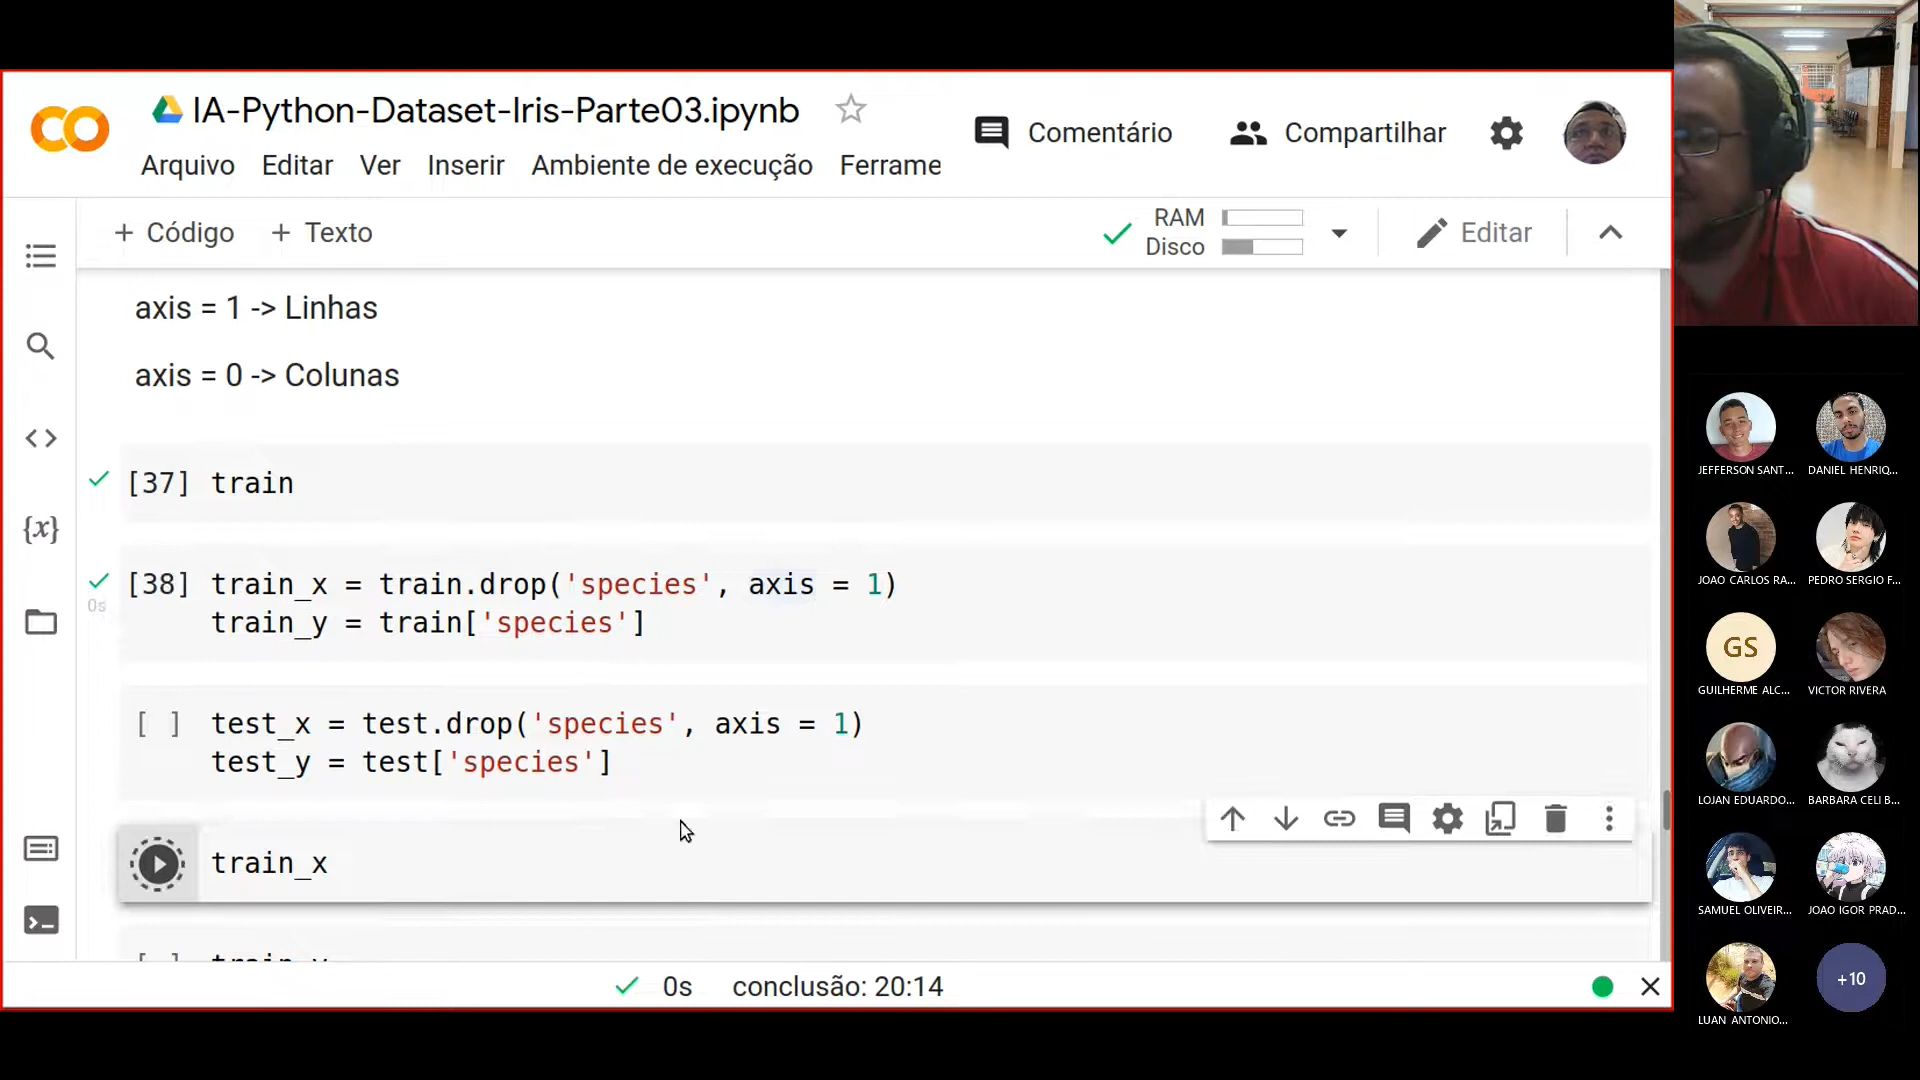 IA-Python-Dataset-Iris-Parte03.ipynb
Comentário
Compartilhar
Arquivo Editar Ver Inserir Ambiente de execução Ferrame
+ Código + Texto
RAM
Disco
Editar
axis = 1 -> Linhas
axis = 0 -> Colunas
[37] train
[38] train_x = train.drop('species', axis = 1)
0s
train_y = train['species']
[ ] test_x = test.drop('species', axis = 1)
test_y = test['species']
train_x
0s conclusão: 20:14
JEFFERSON SANT...
DANIEL HENRIQ...
JOAO CARLOS RA...
PEDRO SERGIO F...
GS
GUILHERME ALC...
VICTOR RIVERA
LOJAN EDUARDO...
BARBARA CELI B...
SAMUEL OLIVEIR...
JOAO IGOR PRAD...
LUAN ANTONIO...
+10